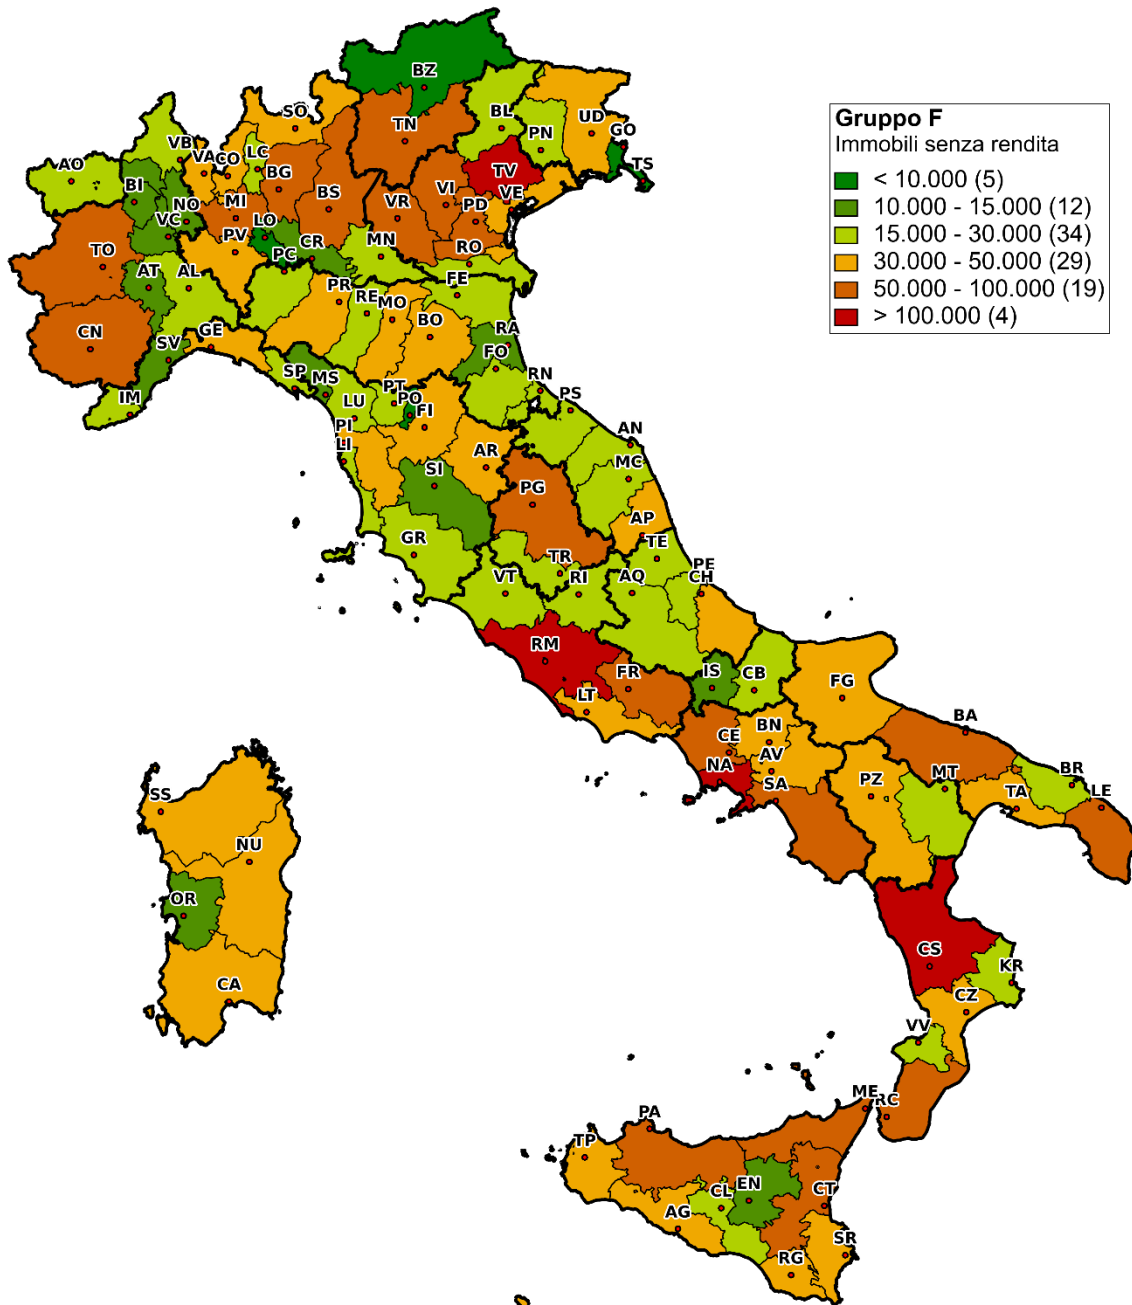 Gruppo F
Immobili senza rendita
< 10.000 (5)
10.000 - 15.000 (12)
15.000 - 30.000 (34)
30.000 - 50.000 (29)
50.000 - 100.000 (19)
> 100.000 (4)
BZ
SO
TN
BL
PN
UD
GO
TS
VB
VA
CO
LC
BG
AO
BI
NO
VC
MI
BS
LO
TV
VE
VI
VR
PD
RO
TO
PV
CR
MN
PC
AT
AL
FE
CN
GE
PR
RE
MO
BO
RA
FO
SV
IM
SP
MS
LU
PT
PO
FI
RN
PS
PI
LI
AR
AN
SI
MC
PG
AP
GR
TR
TE
VT
RI
AQ
PE
CH
RM
FR
IS
CB
FG
LT
BN
CE
AV
NA
SA
BA
PZ
MT
BR
TA
LE
SS
NU
OR
CA
CS
KR
CZ
VV
ME
RC
PA
TP
EN
CL
CT
AG
SR
RG